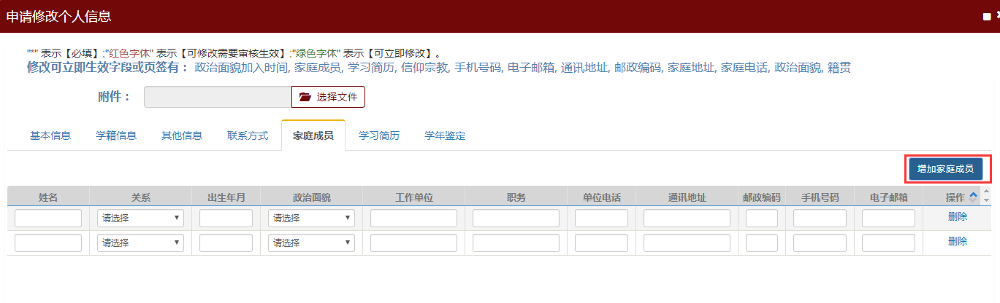 申请修改个人信息
"*" 表示【必填】;"红色字体" 表示【可修改需要审核生效】;"绿色字体" 表示【可立即修改】。
修改可立即生效字段或页签有： 政治面貌加入时间, 家庭成员, 学习简历, 信仰宗教, 手机号码, 电子邮箱, 通讯地址, 邮政编码, 家庭地址, 家庭电话, 政治面貌, 籍贯
附件： 选择文件
基本信息 学籍信息 其他信息 联系方式 家庭成员 学习简历 学年鉴定
增加家庭成员
姓名 关系 出生年月 政治面貌 工作单位 职务 单位电话 通讯地址 邮政编码 手机号码 电子邮箱 操作
请选择 请选择 删除
请选择 请选择 删除